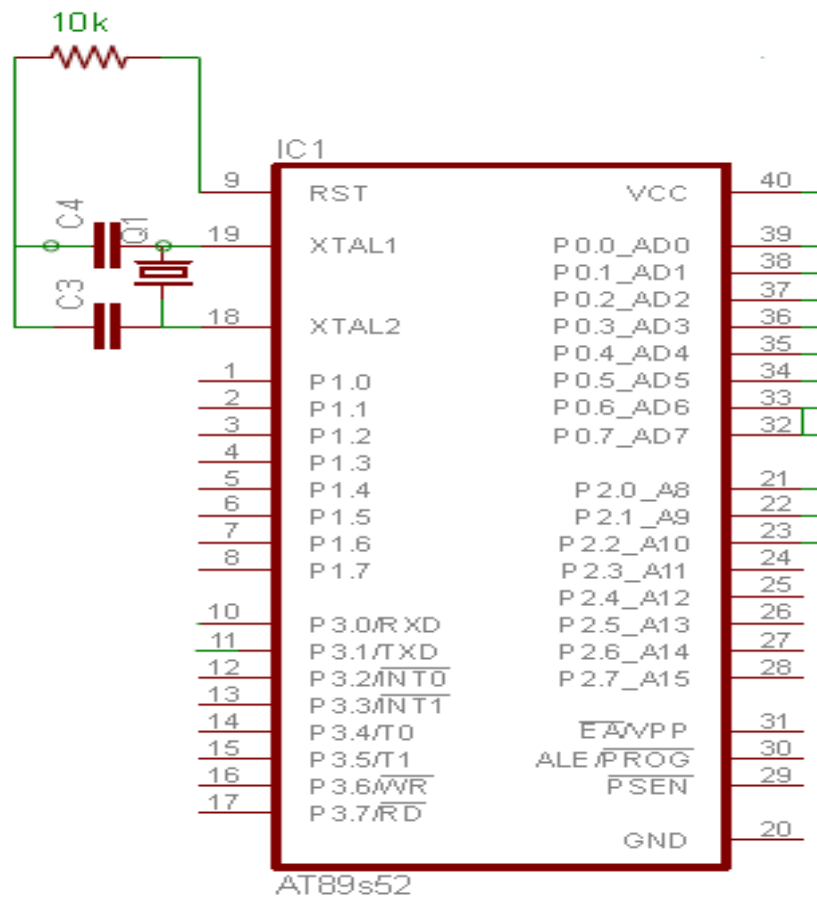 10k
IC1
9 RST VCC 40
C4 Q1 19 XTAL1 P0.0_AD0 39
P0.1_AD1 38
C3 P0.2_AD2 37
18 XTAL2 P0.3_AD3 36
P0.4_AD4 35
1 P1.0 P0.5_AD5 34
2 P1.1 P0.6_AD6 33
3 P1.2 P0.7_AD7 32
4 P1.3
5 P1.4 P2.0_A8 21
6 P1.5 P2.1_A9 22
7 P1.6 P2.2_A10 23
8 P1.7 P2.3_A11 24
P2.4_A12 25
10 P3.0/RXD P2.5_A13 26
11 P3.1/TXD P2.6_A14 27
12 P3.2/INT0 P2.7_A15 28
13 P3.3/INT1
14 P3.4/T0 EA/VPP 31
15 P3.5/T1 ALE/PROG 30
16 P3.6/WR PSEN 29
17 P3.7/RD
GND 20
AT89s52